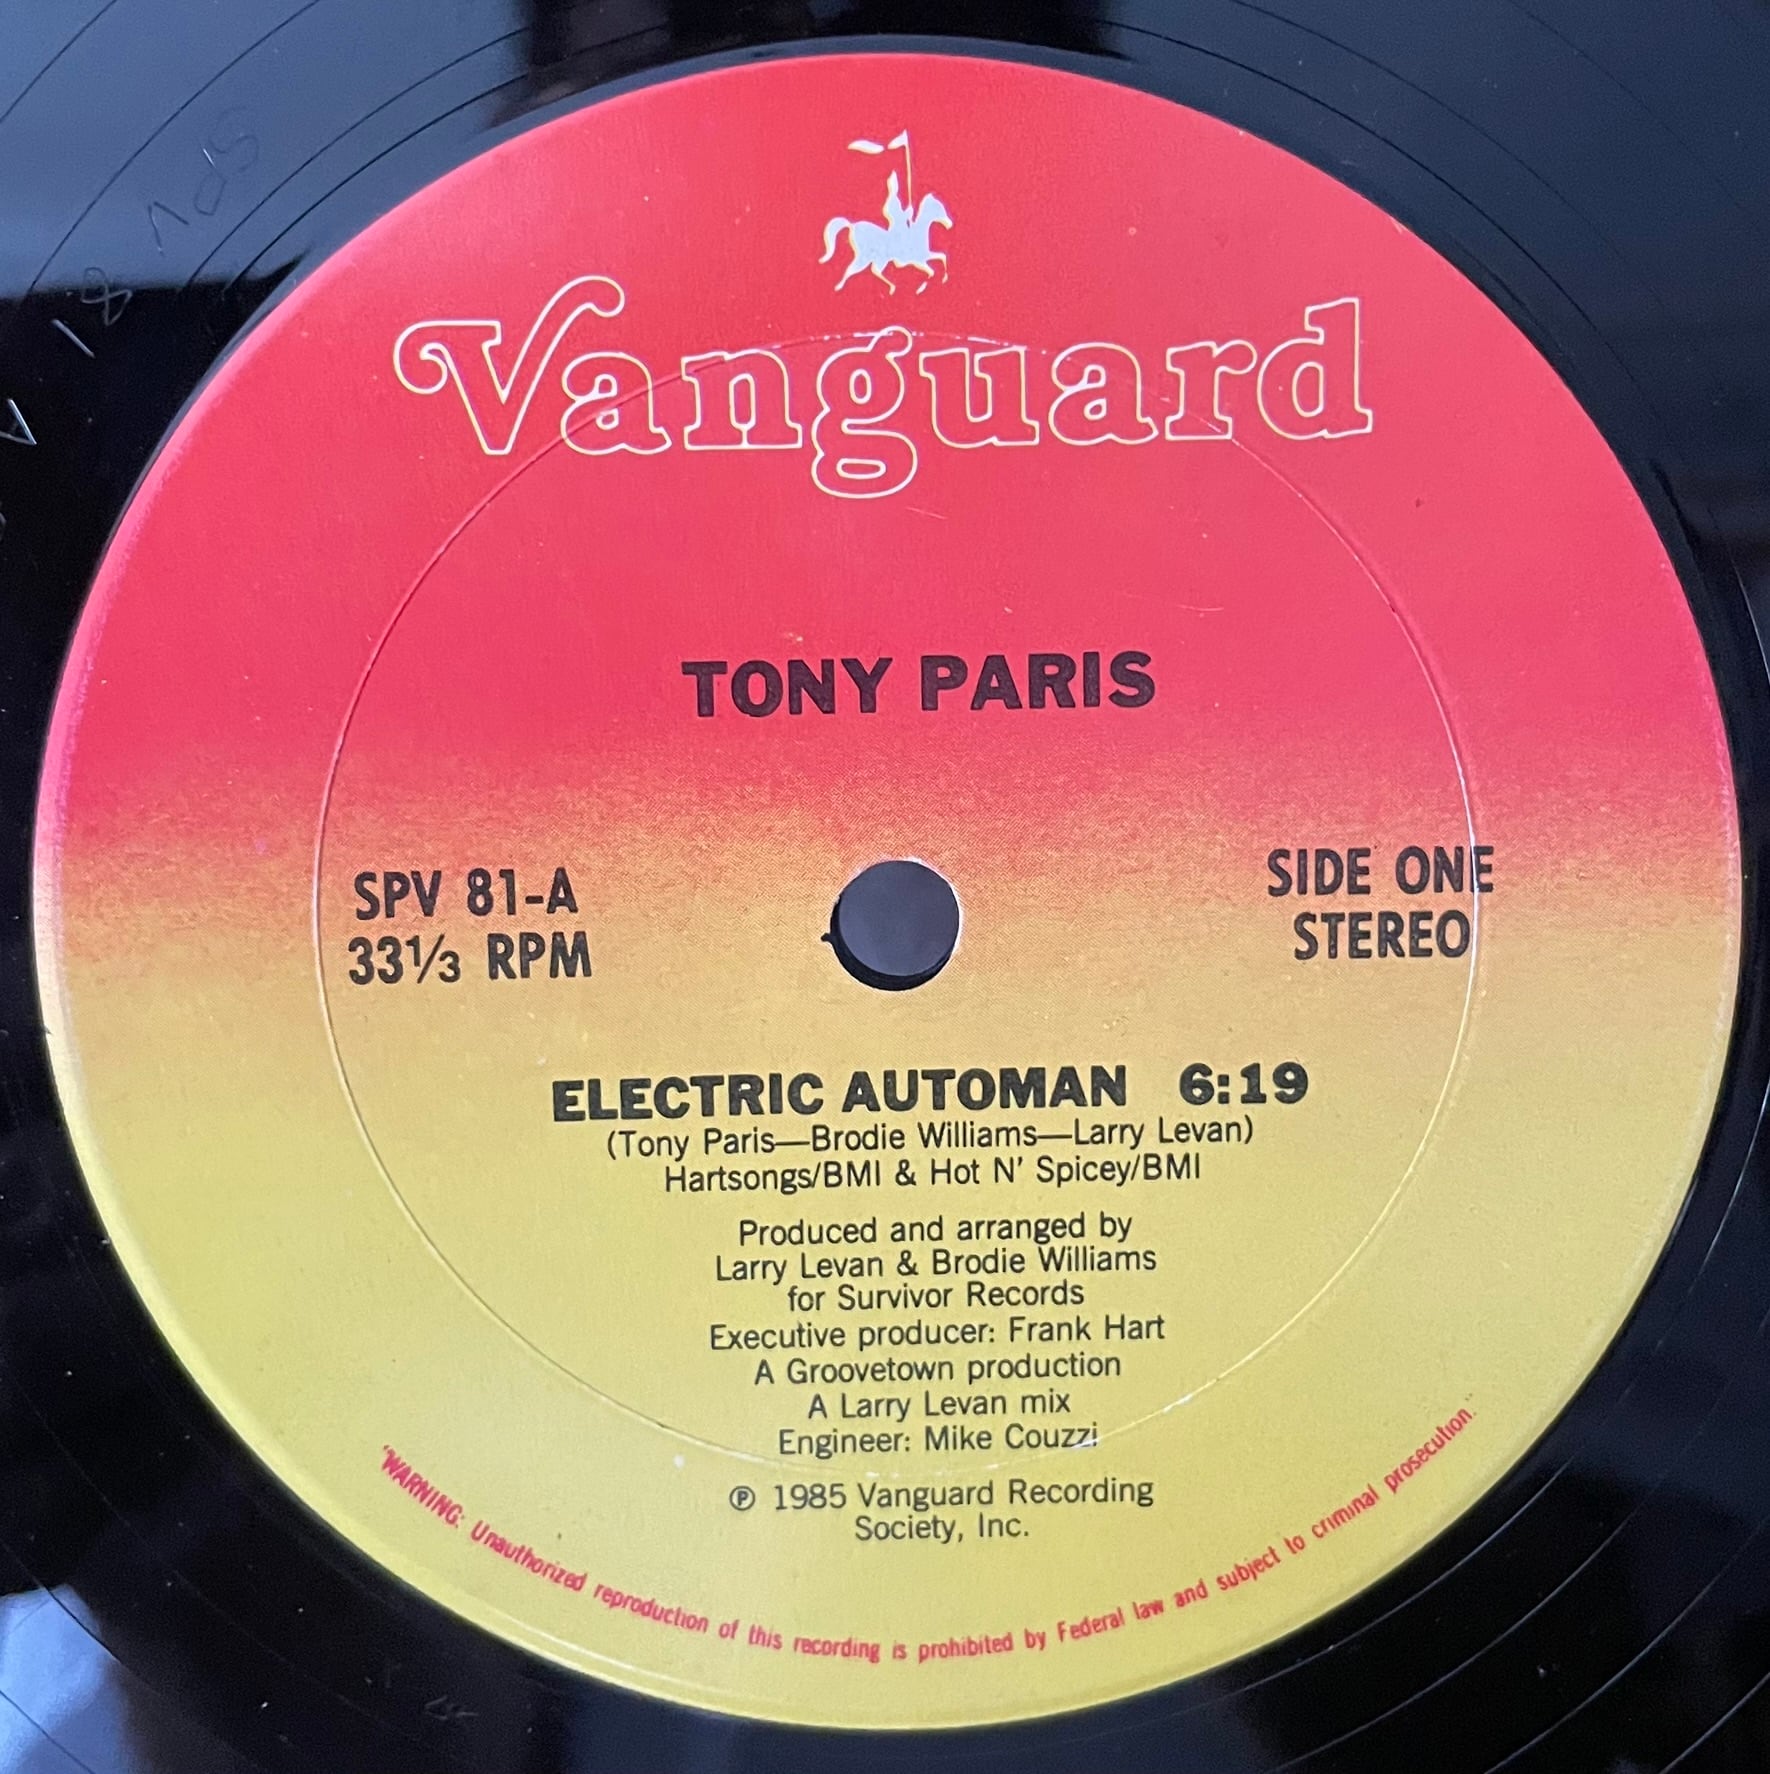 SPV 81
Vanguard
TONY PARIS
SPV 81-A
33⅓ RPM
SIDE ONE
STEREO
ELECTRIC AUTOMAN 6:19
(Tony Paris—Brodie Williams—Larry Levan)
Hartsongs/BMI & Hot N' Spicey/BMI
Produced and arranged by
Larry Levan & Brodie Williams
for Survivor Records
Executive producer: Frank Hart
A Groovetown production
A Larry Levan mix
Engineer: Mike Couzzi
℗ 1985 Vanguard Recording
Society, Inc.
"WARNING: Unauthorized reproduction of this recording is prohibited by Federal law and subject to criminal prosecution.